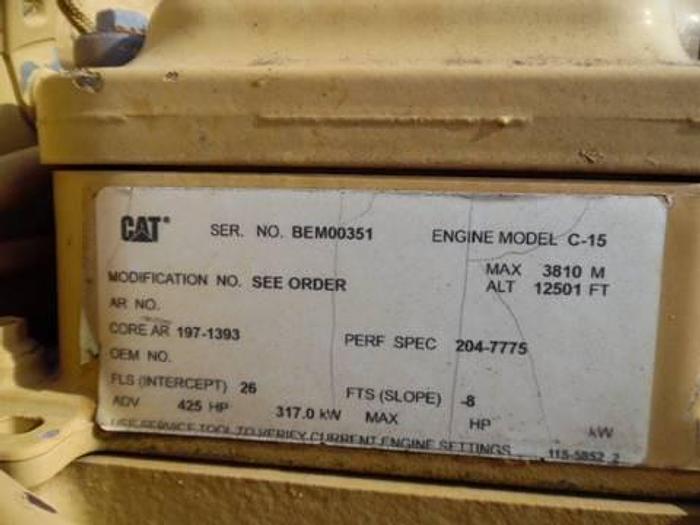 CAT SER. NO. BEM00351 ENGINE MODEL C-15
MAX 3810 M
MODIFICATION NO. SEE ORDER ALT 12501 FT
AR NO.
CORE AR 197-1393 PERF SPEC 204-7775
OEM NO.
FLS (INTERCEPT) 26 FTS (SLOPE) -8
ADV 425 HP 317.0 kW MAX HP kW
USE SERVICE TOOL TO VERIFY CURRENT ENGINE SETTINGS 115-5852 2